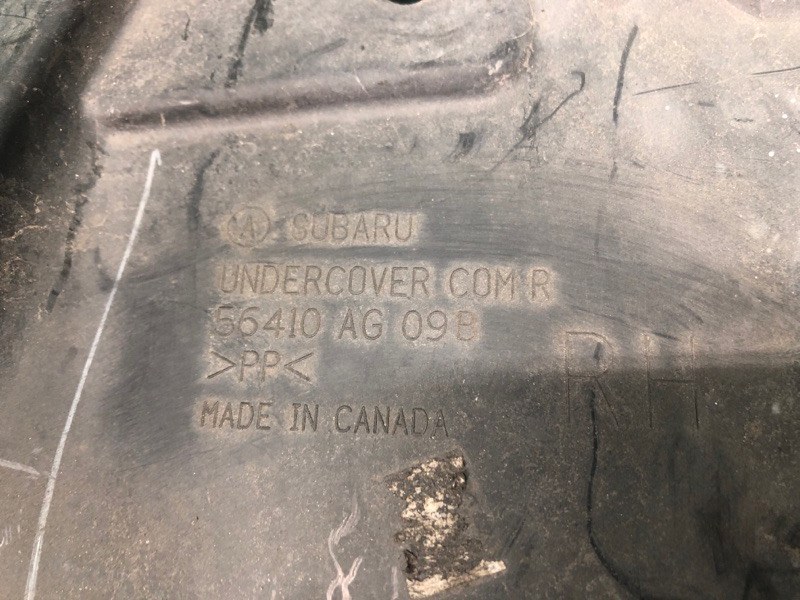 A SUBARU
UNDERCOVER COM R
56410 AG 09B
>PP<
MADE IN CANADA
RH